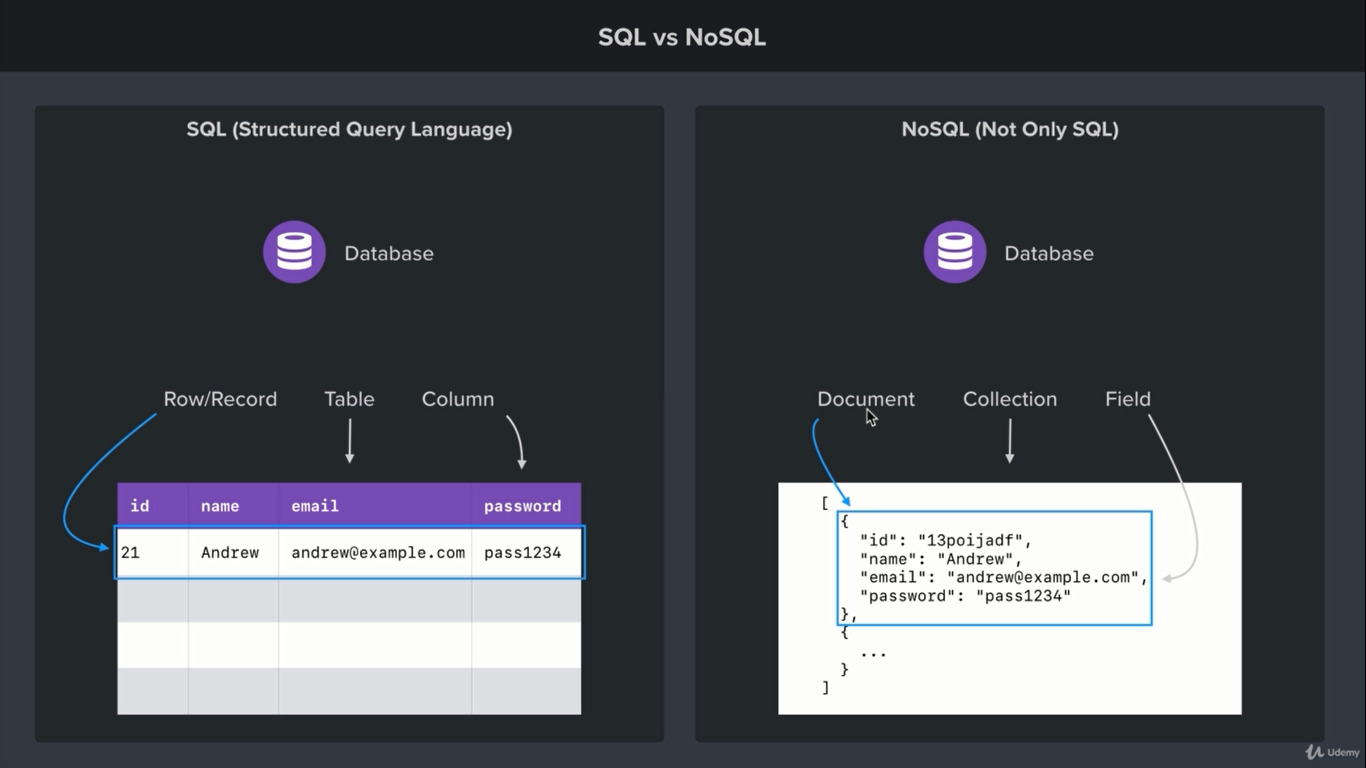 SQL vs NoSQL
SQL (Structured Query Language)
Database
Row/Record Table Column
id name email password
21 Andrew andrew@example.com pass1234
NoSQL (Not Only SQL)
Database
Document Collection Field
[
{
"id": "13poijadf",
"name": "Andrew",
"email": "andrew@example.com",
"password": "pass1234"
},
{
...
}
]
Udemy